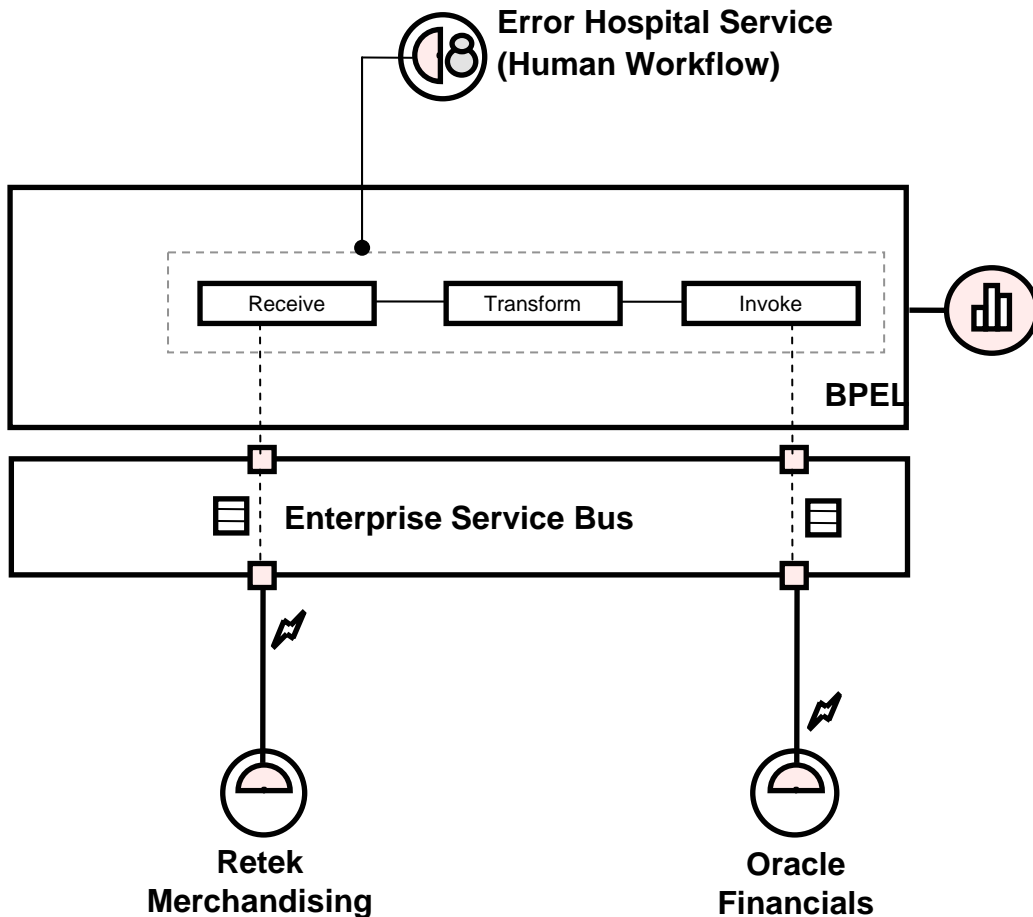 Error Hospital Service
(Human Workflow)
Receive
Transform
Invoke
BPEL
Enterprise Service Bus
Retek
Merchandising
Oracle
Financials